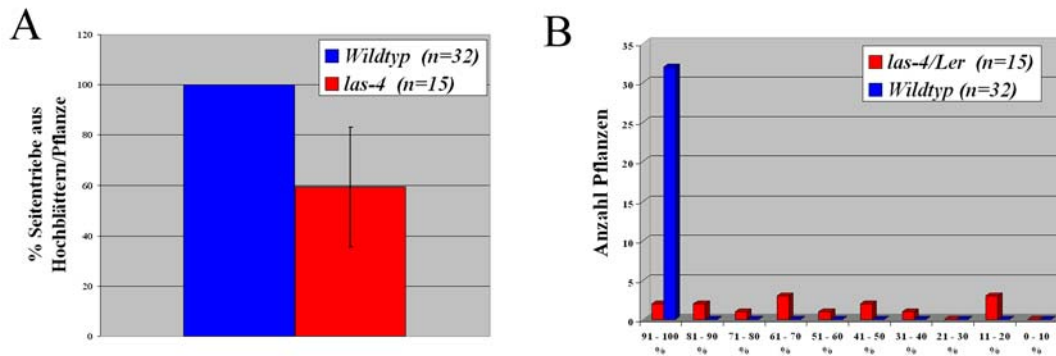 A
% Seitentriebe aus
Hochblättern/Pflanze
120
100
80
60
40
20
0
Wildtyp (n=32)
las-4 (n=15)
B
Anzahl Pflanzen
35
30
25
20
15
10
5
0
las-4/Ler (n=15)
Wildtyp (n=32)
91 - 100 81 - 90 71 - 80 61 - 70 51 - 60 41 - 50 31 - 40 21 - 30 11 - 20 0 - 10
% % % % % % % % % %